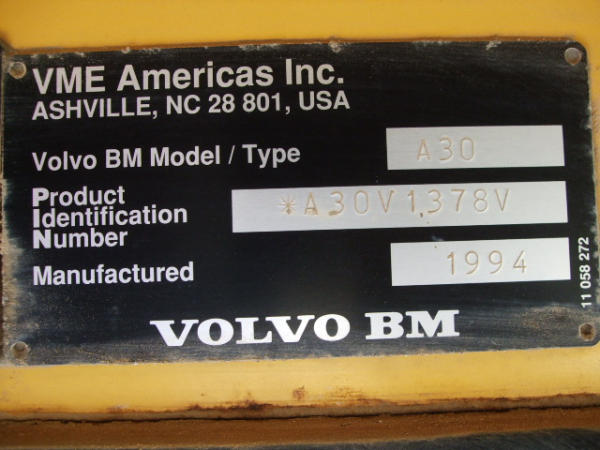 VME Americas Inc.
ASHVILLE, NC 28 801, USA
Volvo BM Model / Type A30
Product
Identification *A30V1378V
Number
Manufactured 1994
11 058 272
VOLVO BM